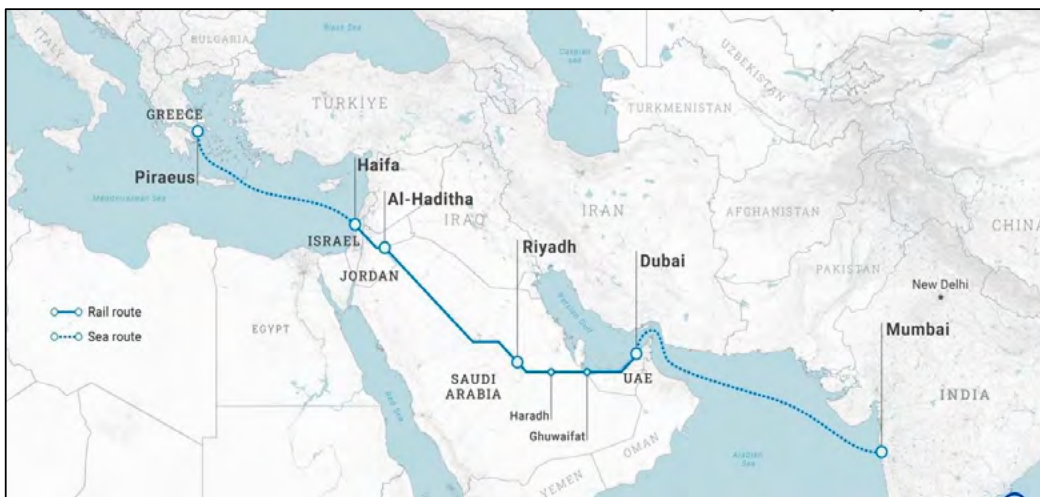 Black Sea
ITALY
BULGARIA
Caspian
sea
UZBEKISTAN
GREECE
TÜRKİYE
TURKMENISTAN
Piraeus
Haifa
Al-Haditha
Mediterranean Sea
IRAQ
IRAN
AFGHANISTAN
CHINA
ISRAEL
JORDAN
Riyadh
Dubai
PAKISTAN
New Delhi
Rail route
Sea route
EGYPT
Persian Gulf
Mumbai
SAUDI
ARABIA
UAE
INDIA
Haradh
Ghuwaifat
Red Sea
OMAN
Arabian
Sea
YEMEN